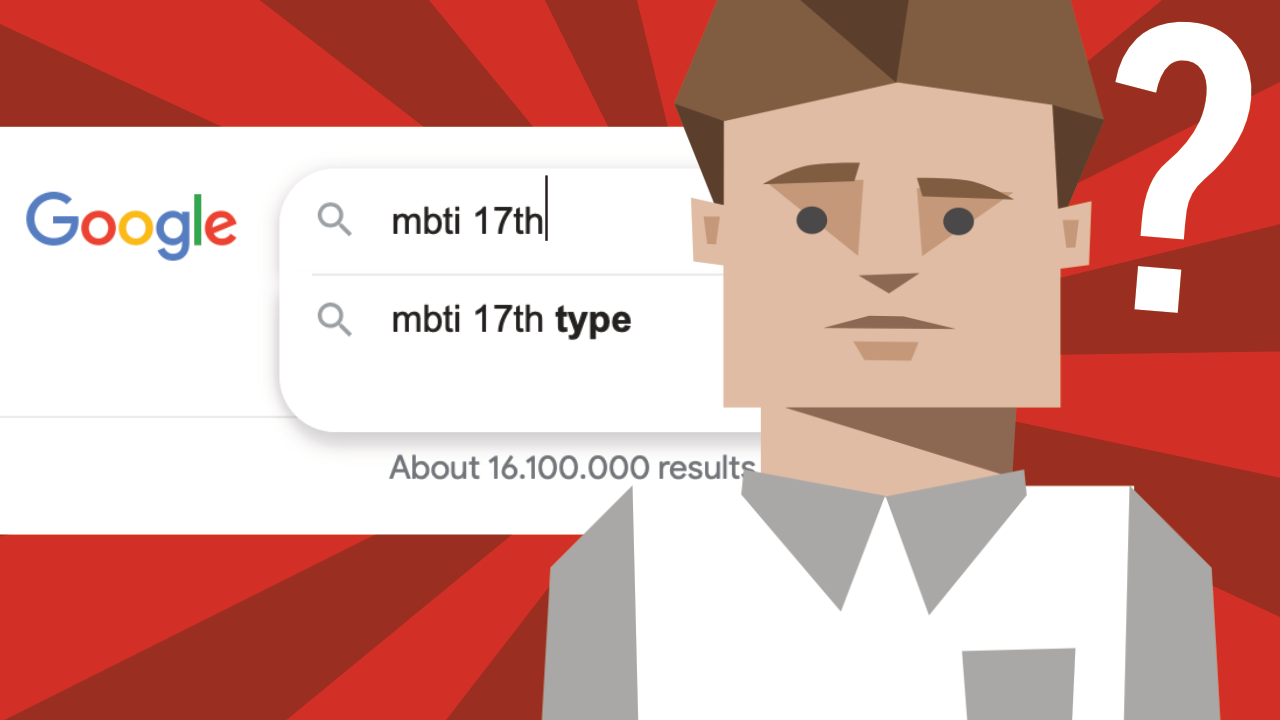 Google
mbti 17th
mbti 17th type
About 16.100.000 results
?